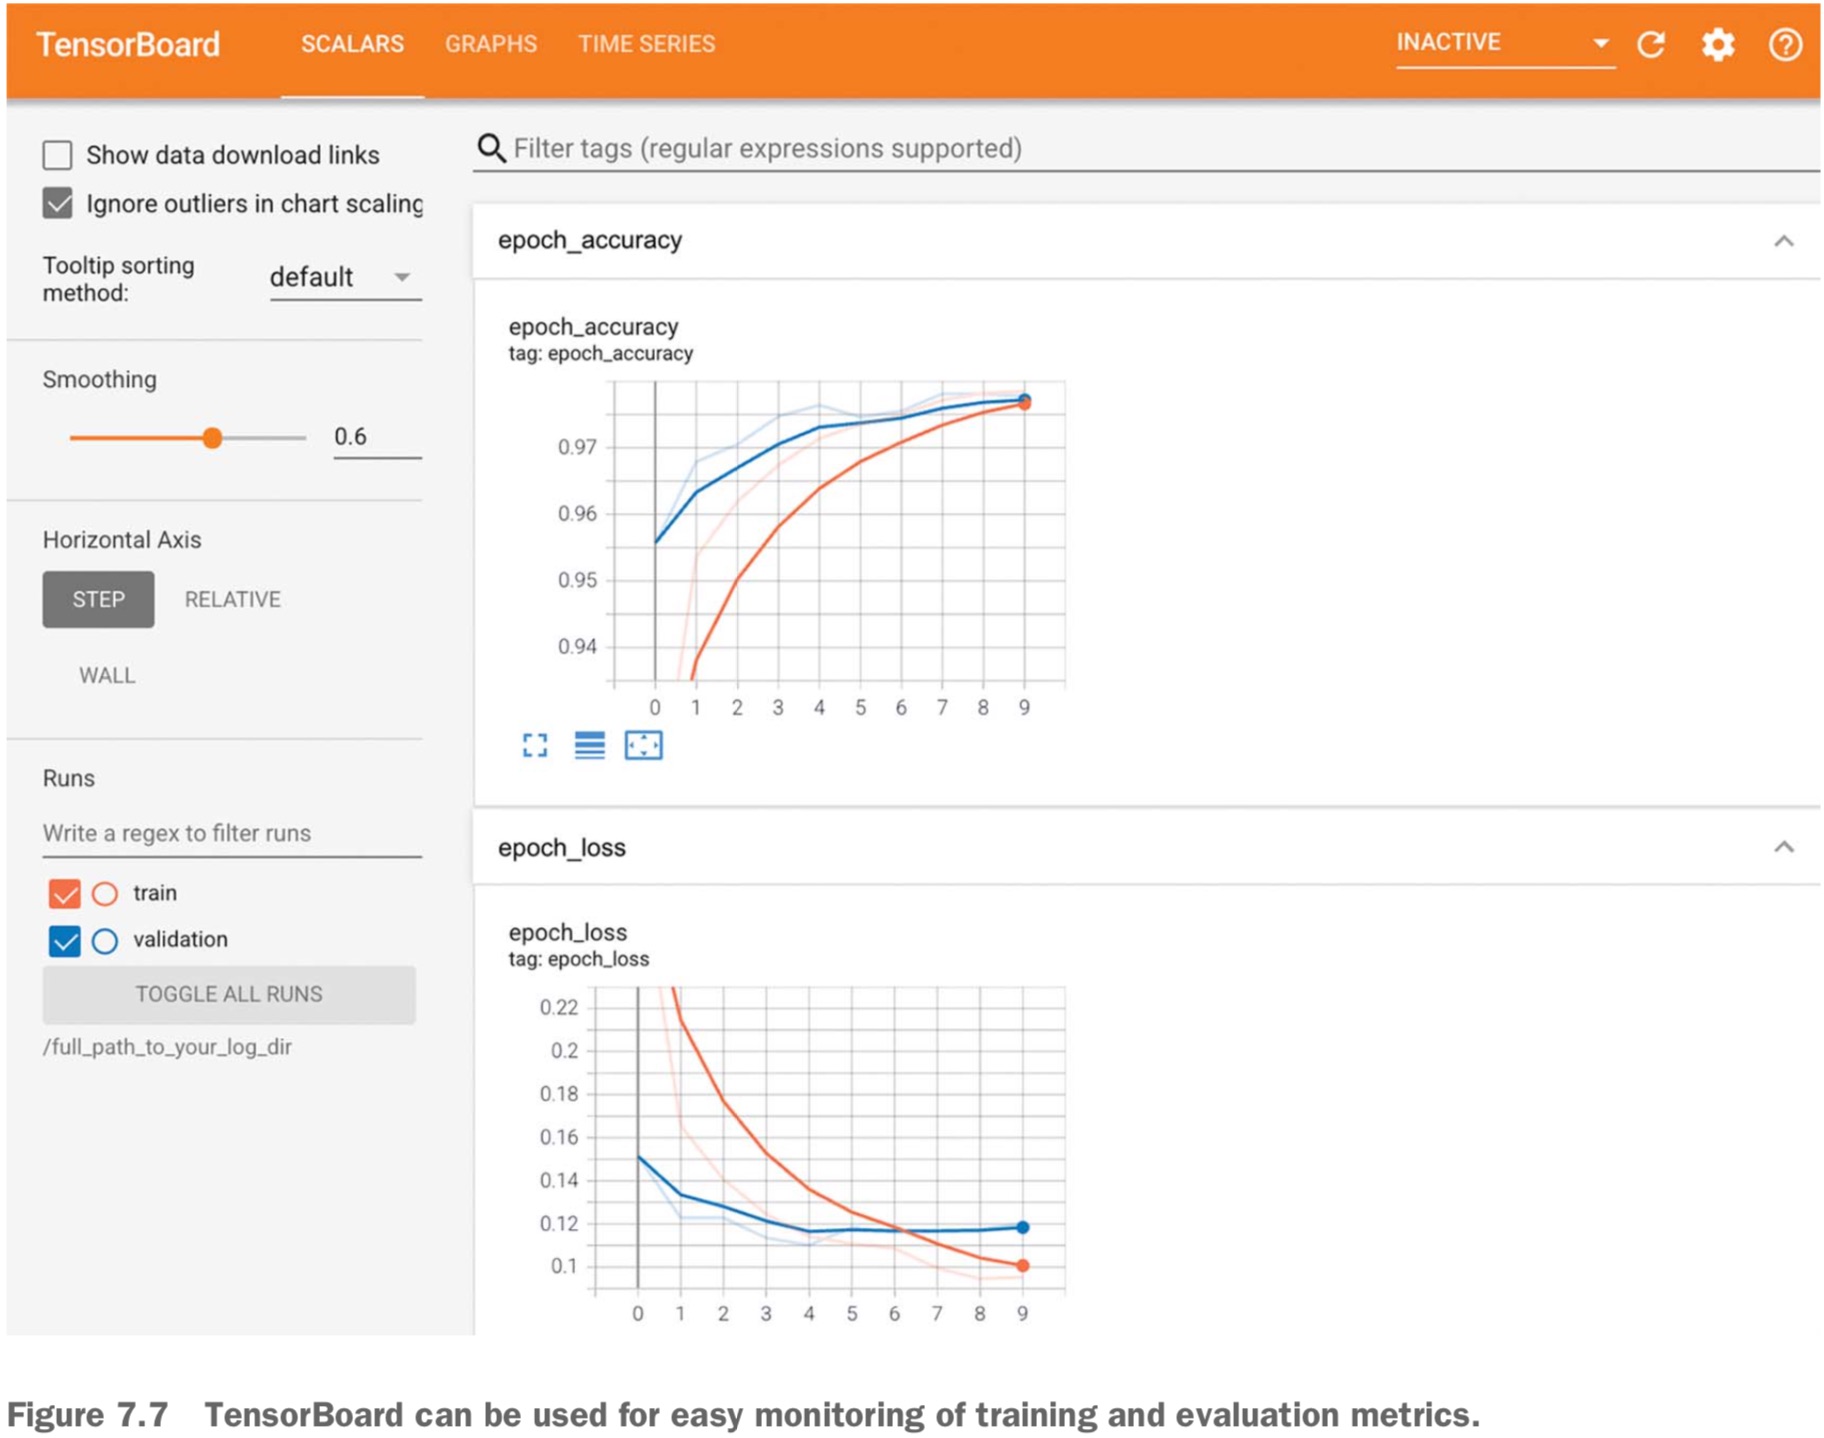 TensorBoard SCALARS GRAPHS TIME SERIES INACTIVE
Show data download links
Ignore outliers in chart scaling
Tooltip sorting
method:
default
Smoothing
0.6
Horizontal Axis
STEP RELATIVE
WALL
Runs
Write a regex to filter runs
train
validation
TOGGLE ALL RUNS
/full_path_to_your_log_dir
Filter tags (regular expressions supported)
epoch_accuracy
epoch_accuracy
tag: epoch_accuracy
0.97
0.96
0.95
0.94
0 1 2 3 4 5 6 7 8 9
epoch_loss
epoch_loss
tag: epoch_loss
0.22
0.2
0.18
0.16
0.14
0.12
0.1
0 1 2 3 4 5 6 7 8 9
Figure 7.7 TensorBoard can be used for easy monitoring of training and evaluation metrics.